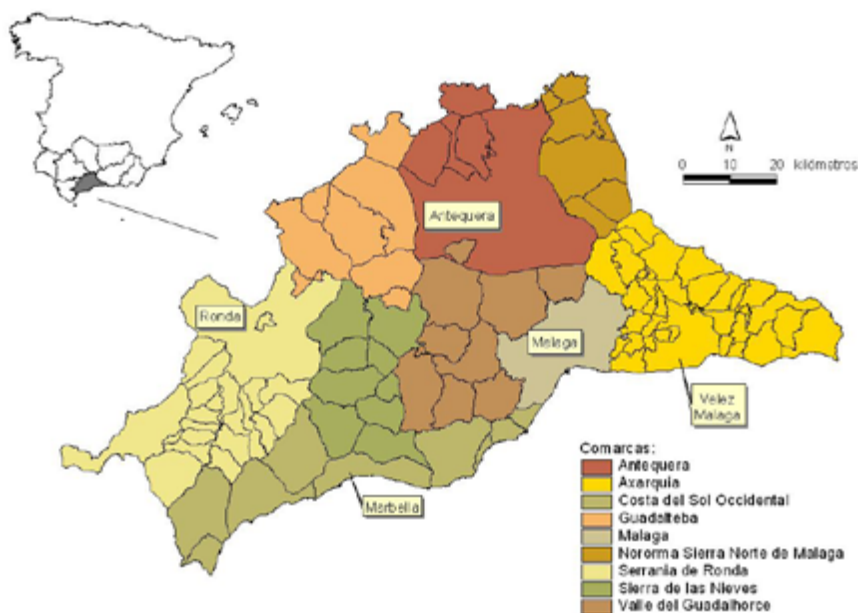 N
0 10 20 kilómetros
Antequera
Ronda
Malaga
Velez
Malaga
Marbella
Comarcas:
Antequera
Axarquia
Costa del Sol Occidental
Guadalteba
Malaga
Nororma Sierra Norte de Malaga
Serrania de Ronda
Sierra de las Nieves
Valle del Guadalhorce